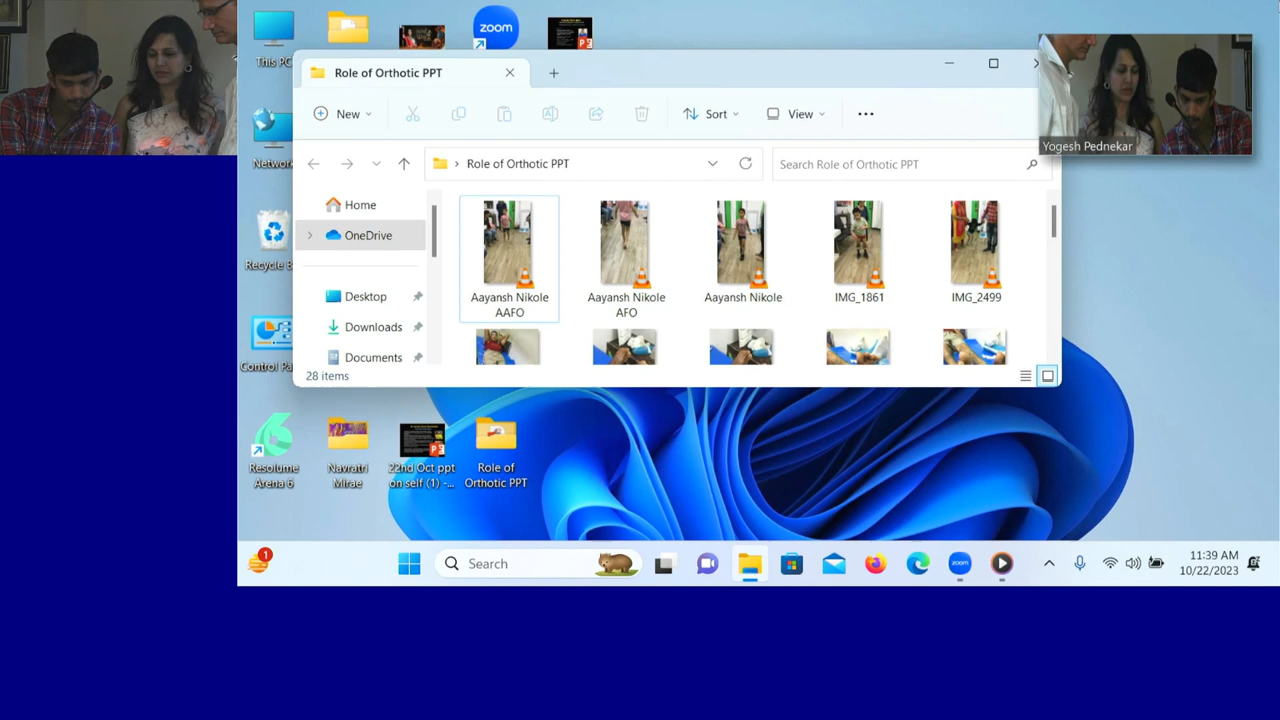 This PC
zoom
Role of Orthotic PPT
New
Sort
View
Network
Role of Orthotic PPT
Search Role of Orthotic PPT
Yogesh Pednekar
Home
OneDrive
Recycle B
Desktop
Downloads
Documents
Aayansh Nikole
AAFO
Aayansh Nikole
AFO
Aayansh Nikole
IMG_1861
IMG_2499
Control Pa
28 items
Resolume
Arena 6
Navratri
Mirae
22nd Oct ppt
on self (1) -...
Role of
Orthotic PPT
1
Search
zoom
11:39 AM
10/22/2023